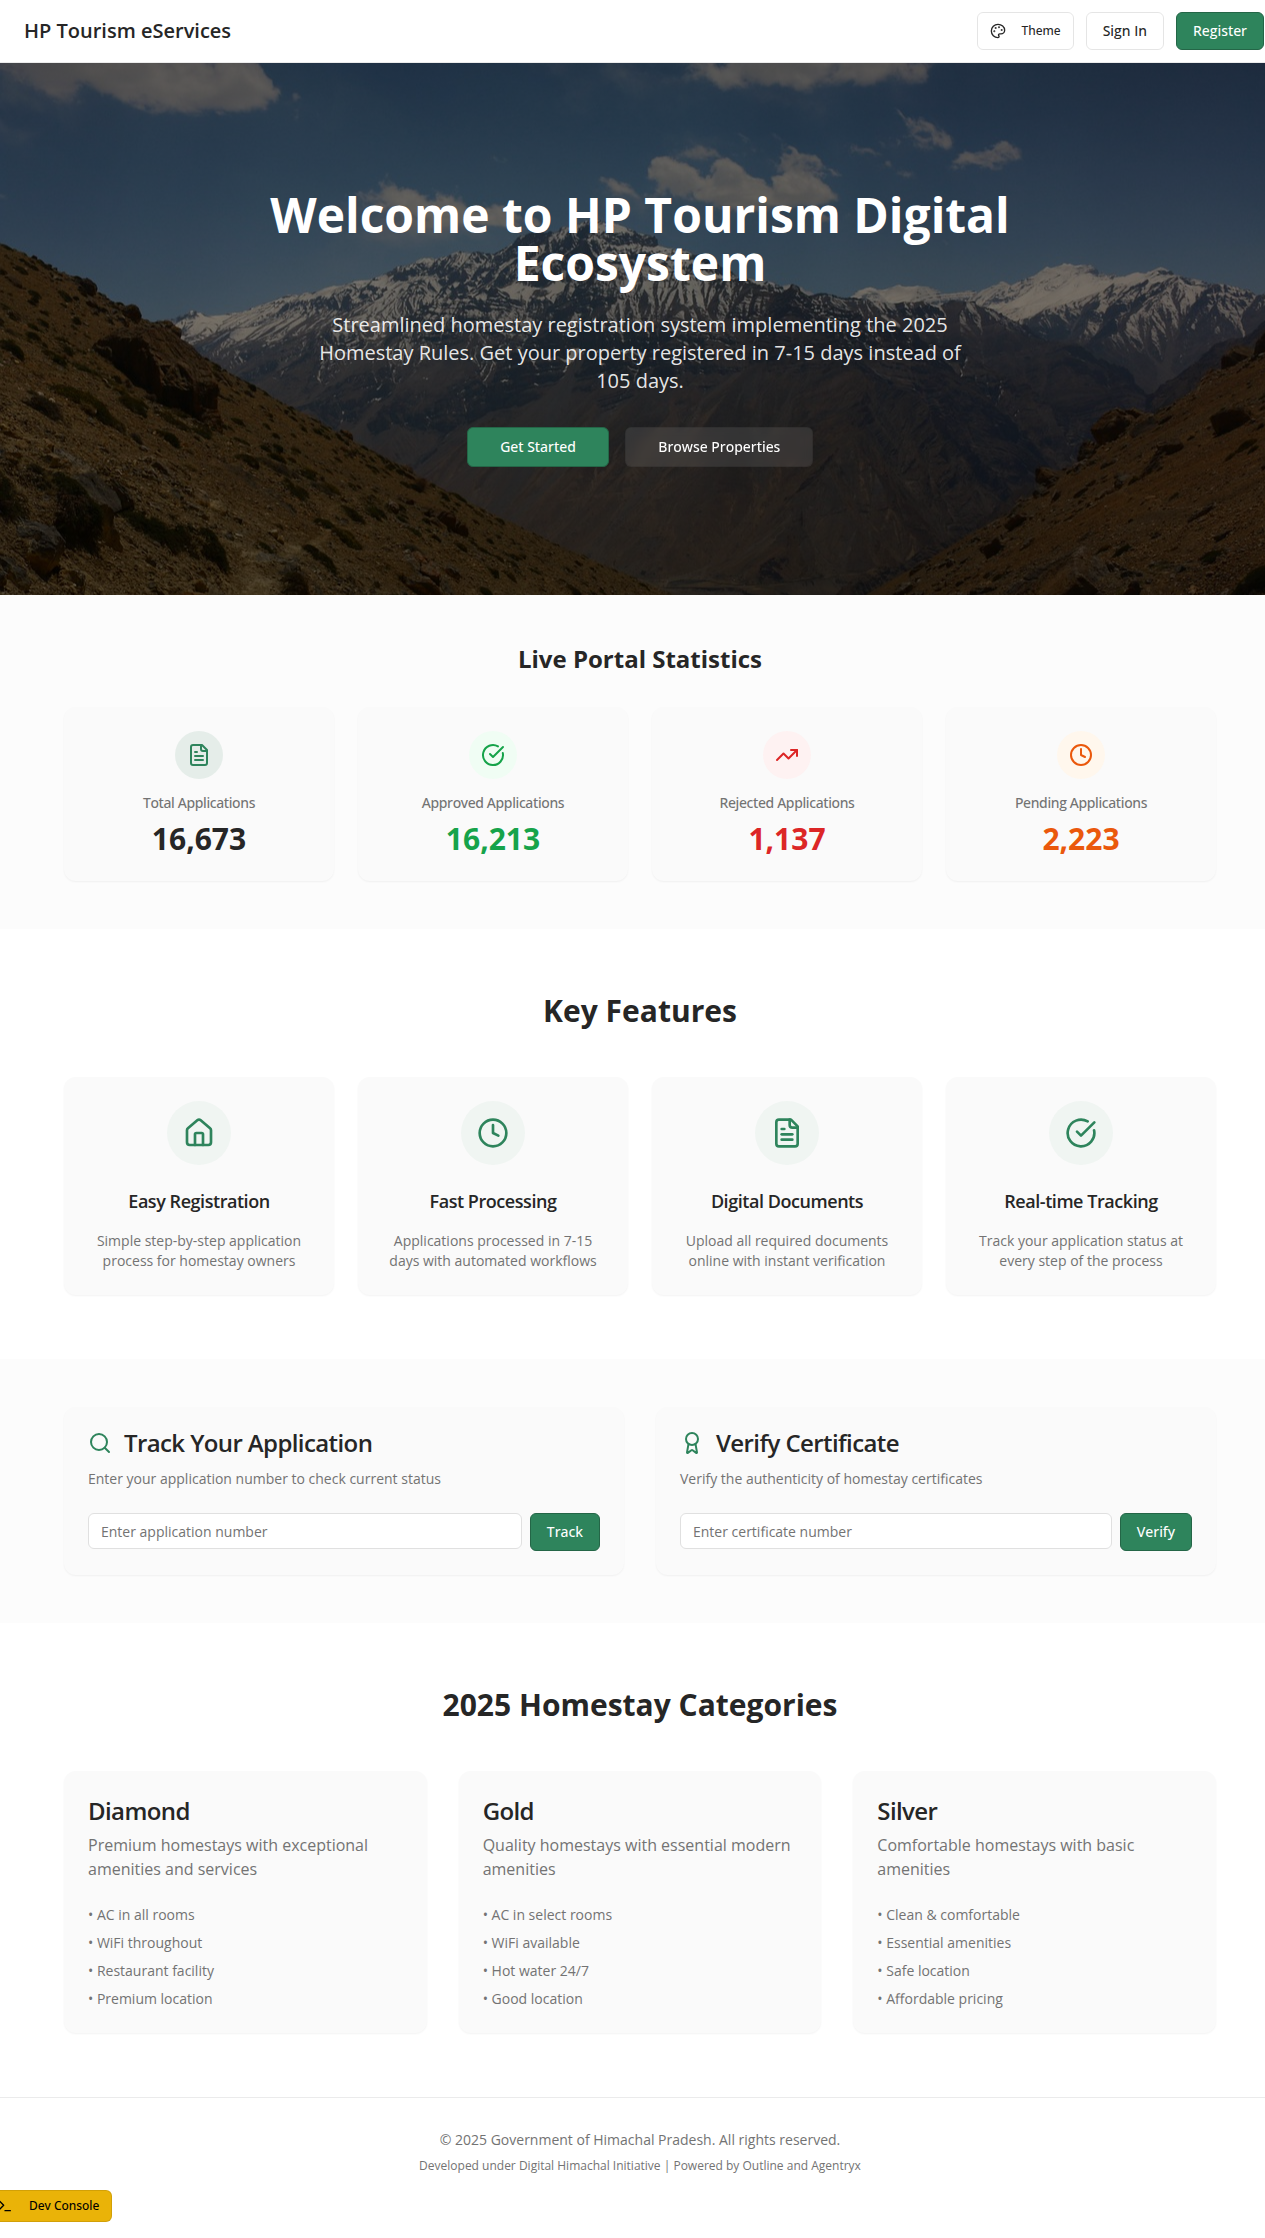 HP Tourism eServices
Theme
Sign In
Register
Welcome to HP Tourism Digital
Ecosystem
Streamlined homestay registration system implementing the 2025
Homestay Rules. Get your property registered in 7-15 days instead of
105 days.
Get Started
Browse Properties
Live Portal Statistics
Total Applications
16,673
Approved Applications
16,213
Rejected Applications
1,137
Pending Applications
2,223
Key Features
Easy Registration
Simple step-by-step application
process for homestay owners
Fast Processing
Applications processed in 7-15
days with automated workflows
Digital Documents
Upload all required documents
online with instant verification
Real-time Tracking
Track your application status at
every step of the process
Track Your Application
Enter your application number to check current status
Enter application number
Track
Verify Certificate
Verify the authenticity of homestay certificates
Enter certificate number
Verify
2025 Homestay Categories
Diamond
Premium homestays with exceptional
amenities and services
• AC in all rooms
• WiFi throughout
• Restaurant facility
• Premium location
Gold
Quality homestays with essential modern
amenities
• AC in select rooms
• WiFi available
• Hot water 24/7
• Good location
Silver
Comfortable homestays with basic
amenities
• Clean & comfortable
• Essential amenities
• Safe location
• Affordable pricing
© 2025 Government of Himachal Pradesh. All rights reserved.
Developed under Digital Himachal Initiative | Powered by Outline and Agentryx
Dev Console